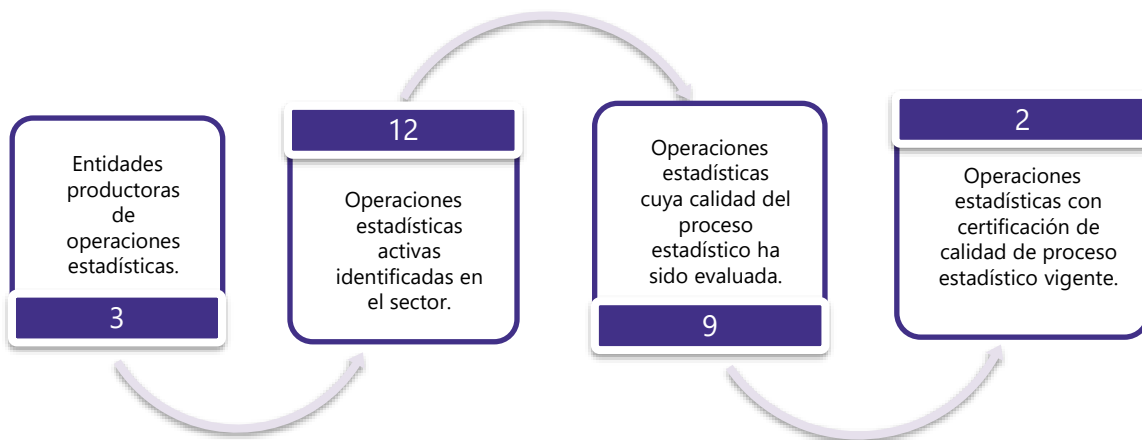 Entidades
productoras
de
operaciones
estadísticas.
3
12
Operaciones
estadísticas
activas
identificadas en
el sector.
Operaciones
estadísticas
cuya calidad del
proceso
estadístico ha
sido evaluada.
9
2
Operaciones
estadísticas con
certificación de
calidad de proceso
estadístico vigente.